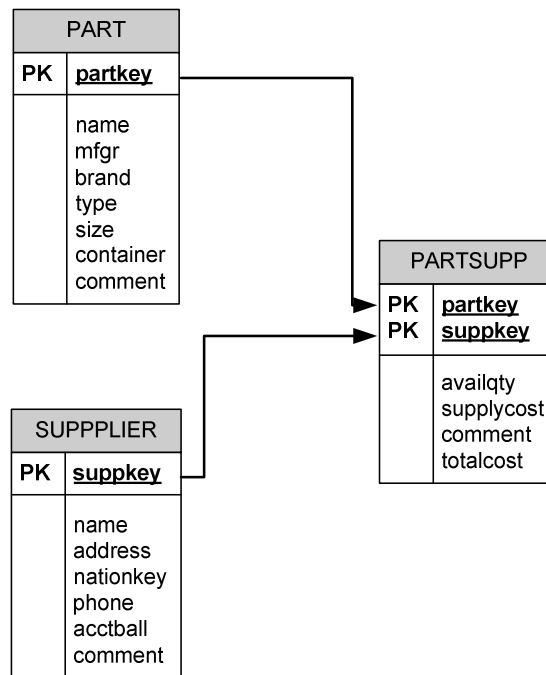 PART
PK partkey
name
mfgr
brand
type
size
container
comment
PARTSUPP
PK partkey
PK suppkey
availqty
supplycost
comment
totalcost
SUPPPLIER
PK suppkey
name
address
nationkey
phone
acctball
comment